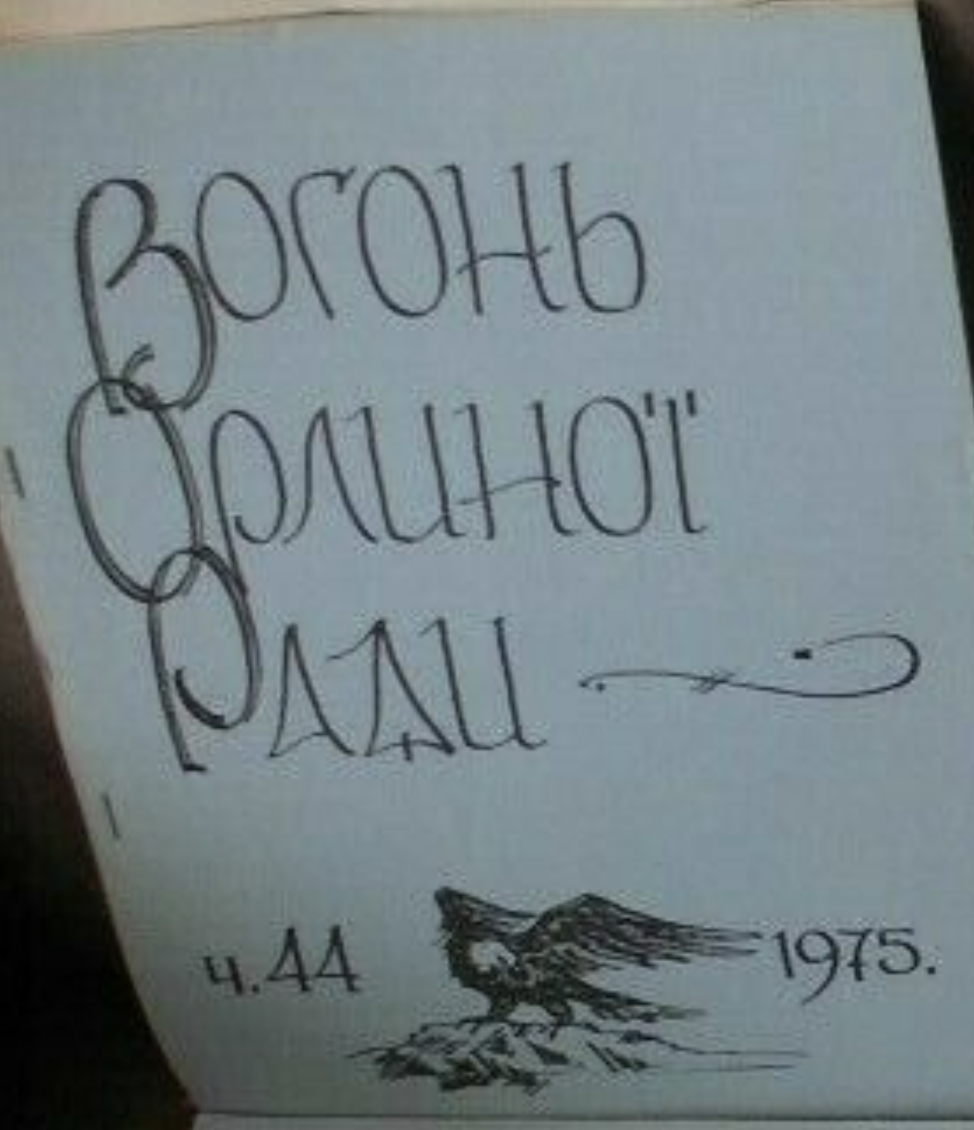 Вогонь
Орлиної
Ради
ч.44 1975.